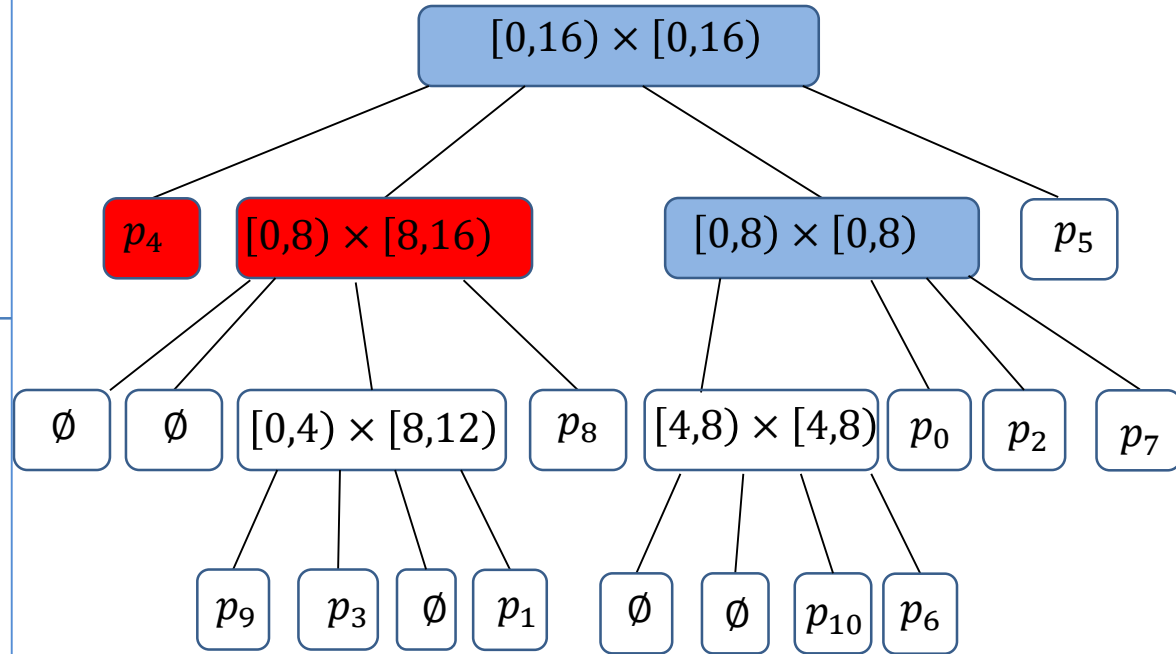 [0,16) × [0,16)
p₄ [0,8) × [8,16) [0,8) × [0,8) p₅
∅ ∅ [0,4) × [8,12) p₈ [4,8) × [4,8) p₀ p₂ p₇
p₉ p₃ ∅ p₁ ∅ ∅ p₁₀ p₆